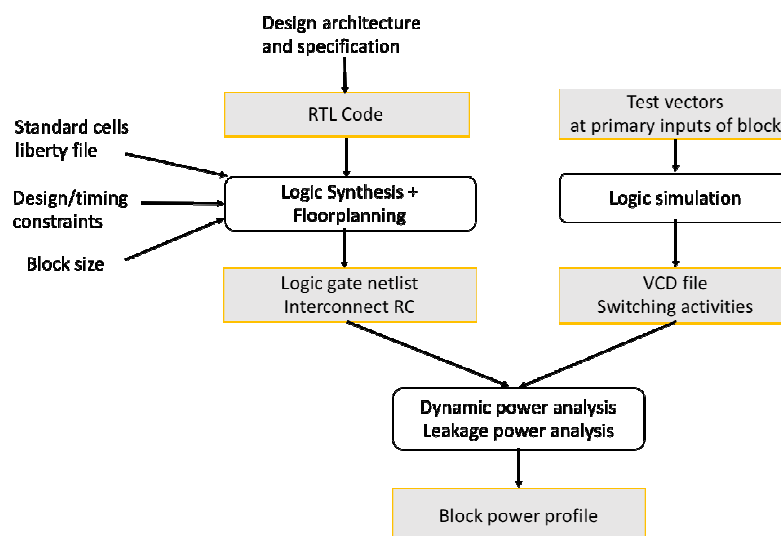 Design architecture
and specification
RTL Code
Test vectors
at primary inputs of block
Standard cells
liberty file
Design/timing
constraints
Block size
Logic Synthesis +
Floorplanning
Logic simulation
Logic gate netlist
Interconnect RC
VCD file
Switching activities
Dynamic power analysis
Leakage power analysis
Block power profile